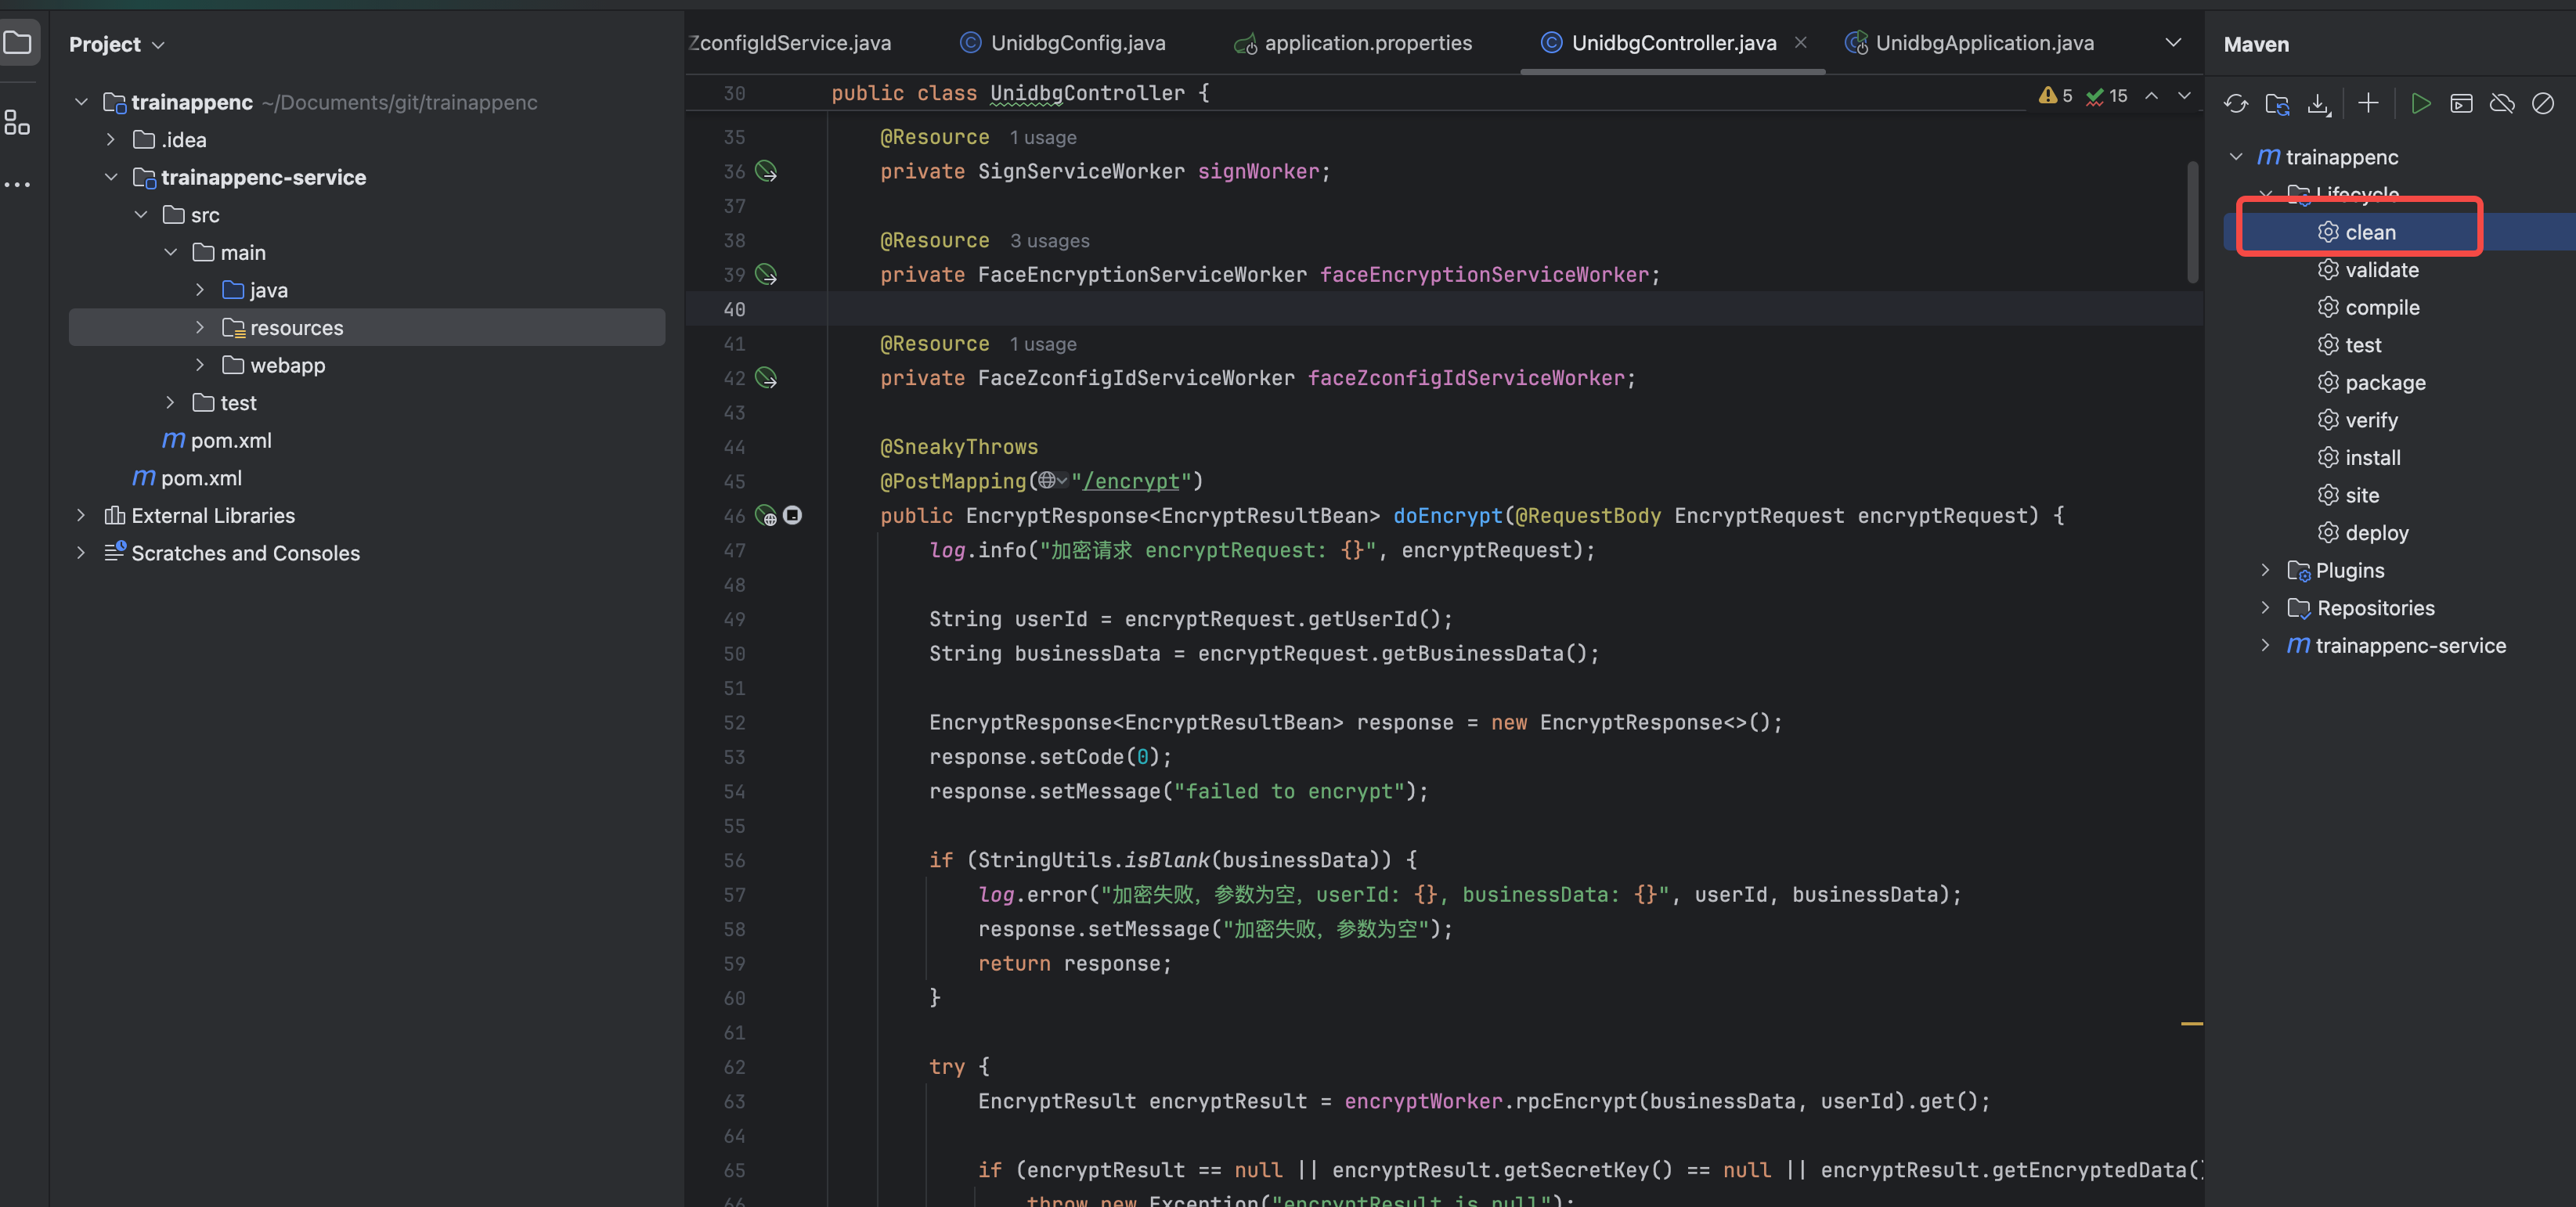 Project
trainappenc ~/Documents/git/trainappenc
.idea
trainappenc-service
src
main
java
resources
webapp
test
pom.xml
pom.xml
External Libraries
Scratches and Consoles
ZconfigIdService.java UnidbgConfig.java application.properties UnidbgController.java UnidbgApplication.java
30 public class UnidbgController { 5 15
35 @Resource 1 usage
36 private SignServiceWorker signWorker;
37
38 @Resource 3 usages
39 private FaceEncryptionServiceWorker faceEncryptionServiceWorker;
40
41 @Resource 1 usage
42 private FaceZconfigIdServiceWorker faceZconfigIdServiceWorker;
43
44 @SneakyThrows
45 @PostMapping("/encrypt")
46 public EncryptResponse<EncryptResultBean> doEncrypt(@RequestBody EncryptRequest encryptRequest) {
47 log.info("加密请求 encryptRequest: {}", encryptRequest);
48
49 String userId = encryptRequest.getUserId();
50 String businessData = encryptRequest.getBusinessData();
51
52 EncryptResponse<EncryptResultBean> response = new EncryptResponse<>();
53 response.setCode(0);
54 response.setMessage("failed to encrypt");
55
56 if (StringUtils.isBlank(businessData)) {
57 log.error("加密失败，参数为空，userId: {}, businessData: {}", userId, businessData);
58 response.setMessage("加密失败，参数为空");
59 return response;
60 }
61
62 try {
63 EncryptResult encryptResult = encryptWorker.rpcEncrypt(businessData, userId).get();
64
65 if (encryptResult == null || encryptResult.getSecretKey() == null || encryptResult.getEncryptedData()
66 throw new Exception("encryptResult is null");
Maven
trainappenc
Lifecycle
clean
validate
compile
test
package
verify
install
site
deploy
Plugins
Repositories
trainappenc-service